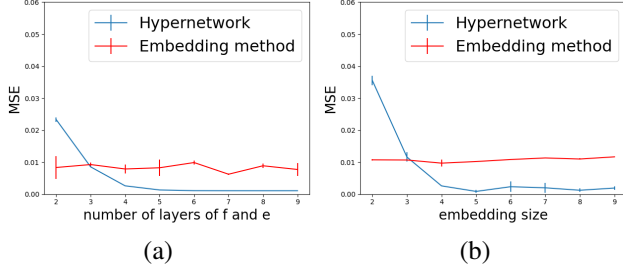 0.06
0.05
0.04
0.03
0.02
0.01
0.00
MSE
Hypernetwork
Embedding method
2 3 4 5 6 7 8 9
number of layers of f and e
(a)
0.06
0.05
0.04
0.03
0.02
0.01
0.00
MSE
Hypernetwork
Embedding method
2 3 4 5 6 7 8 9
embedding size
(b)